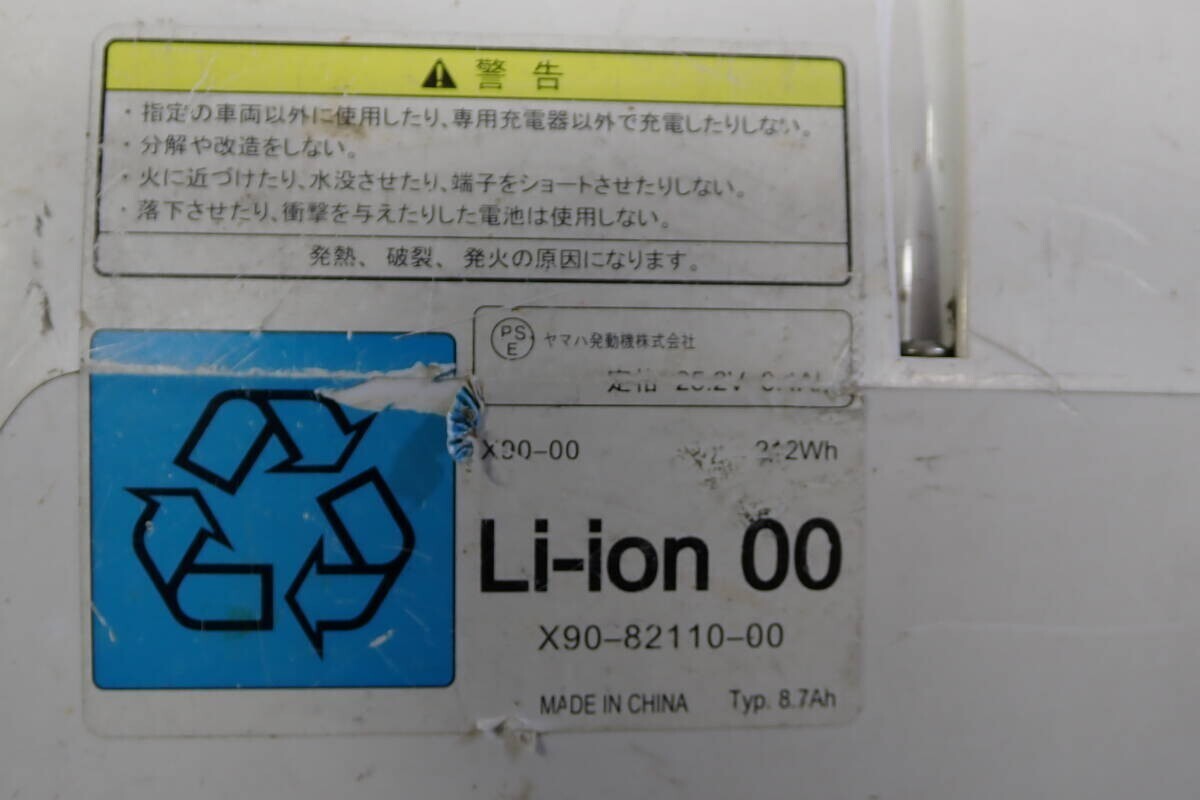 警告
・指定の車両以外に使用したり、専用充電器以外で充電したりしない。
・分解や改造をしない。
・火に近づけたり、水没させたり、端子をショートさせたりしない。
・落下させたり、衝撃を与えたりした電池は使用しない。
発熱、破裂、発火の原因になります。
PSE ヤマハ発動機株式会社
定格 25.2V
X90-00
Li-ion 00
X90-82110-00
MADE IN CHINA Typ. 8.7Ah